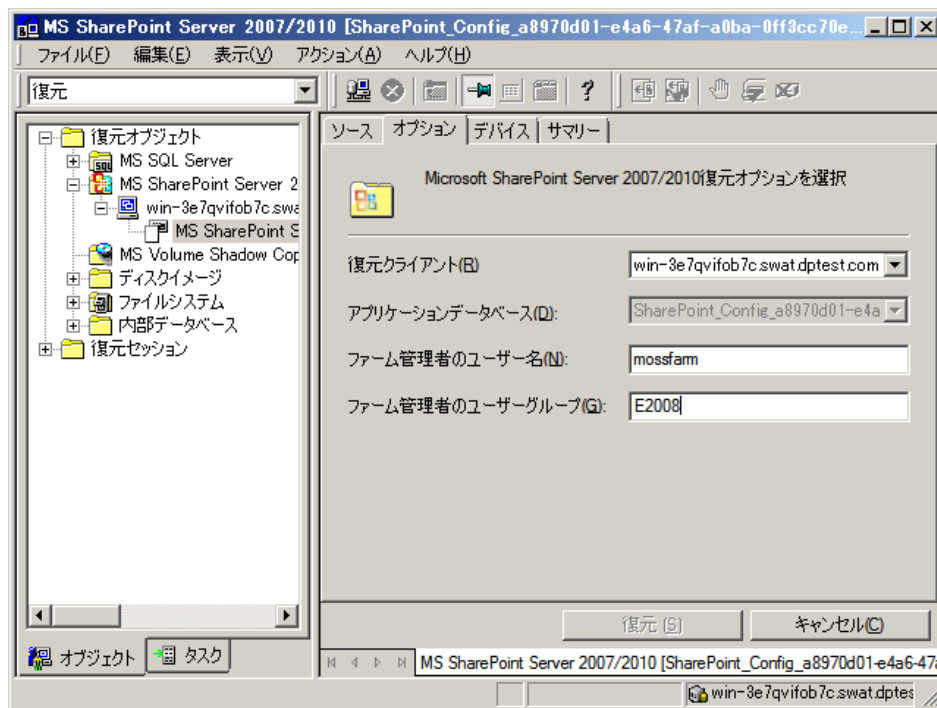 MS SharePoint Server 2007/2010 [SharePoint_Config_a8970d01-e4a6-47af-a0ba-0ff3cc70e...
ファイル(F) 編集(E) 表示(V) アクション(A) ヘルプ(H)
復元
復元オブジェクト
MS SQL Server
MS SharePoint Server 2
win-3e7qvifob7c.swa
MS SharePoint S
MS Volume Shadow Cop
ディスクイメージ
ファイルシステム
内部データベース
復元セッション
オブジェクト タスク
ソース オプション デバイス サマリー
Microsoft SharePoint Server 2007/2010復元オプションを選択
復元クライアント(R) win-3e7qvifob7c.swat.dptest.com
アプリケーションデータベース(D): SharePoint_Config_a8970d01-e4a
ファーム管理者のユーザー名(N): mossfarm
ファーム管理者のユーザーグループ(G): E2008
復元 (S) キャンセル(C)
MS SharePoint Server 2007/2010 [SharePoint_Config_a8970d01-e4a6-47a
win-3e7qvifob7c.swat.dptes